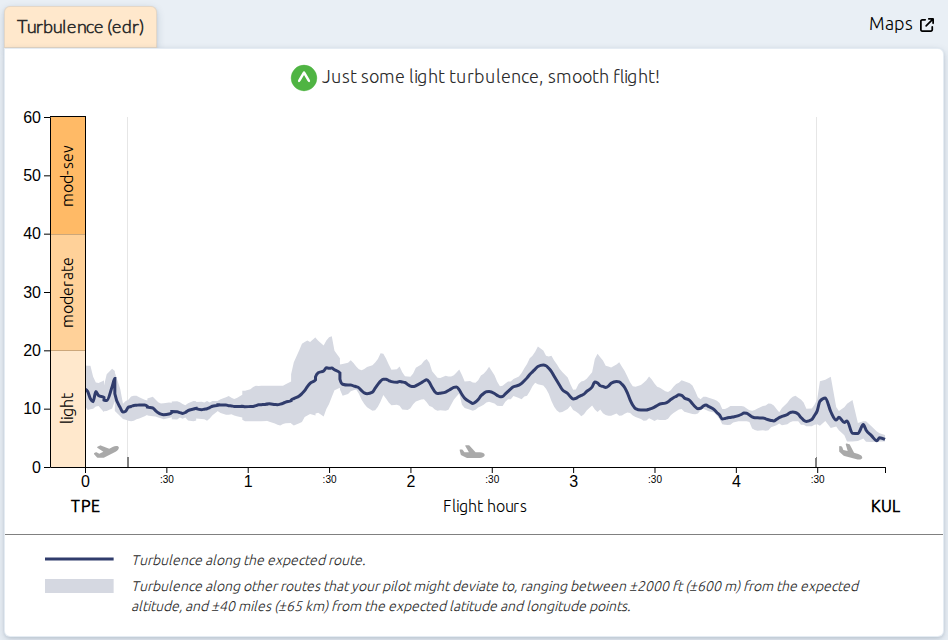 Turbulence (edr)
Maps
Just some light turbulence, smooth flight!
60
50
40
30
20
10
0
mod-sev
moderate
light
0 :30 1 :30 2 :30 3 :30 4 :30
TPE Flight hours KUL
Turbulence along the expected route.
Turbulence along other routes that your pilot might deviate to, ranging between ±2000 ft (±600 m) from the expected
altitude, and ±40 miles (±65 km) from the expected latitude and longitude points.